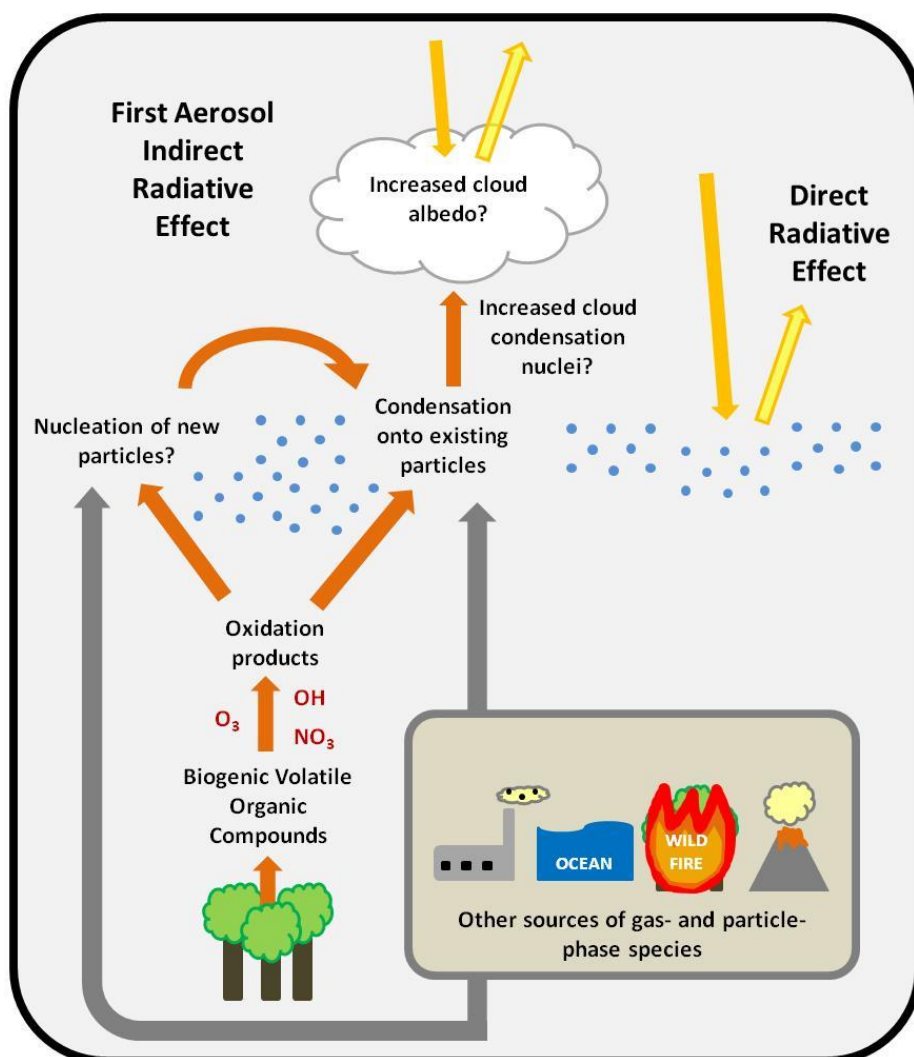 First Aerosol
Indirect
Radiative
Effect
Increased cloud
albedo?
Direct
Radiative
Effect
Increased cloud
condensation
nuclei?
Nucleation of new
particles?
Condensation
onto existing
particles
Oxidation
products
O₃
OH
NO₃
Biogenic Volatile
Organic
Compounds
OCEAN
WILD
FIRE
Other sources of gas- and particle-
phase species